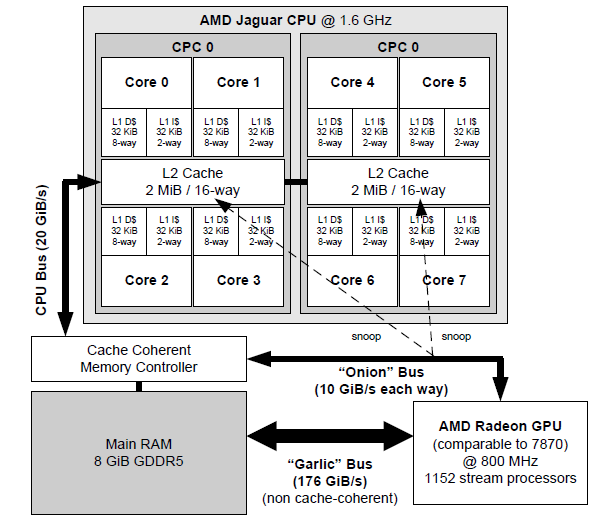 AMD Jaguar CPU @ 1.6 GHz
CPC 0
CPC 0
Core 0
Core 1
Core 4
Core 5
L1 D$
32 KiB
8-way
L1 I$
32 KiB
2-way
L1 D$
32 KiB
8-way
L1 I$
32 KiB
2-way
L1 D$
32 KiB
8-way
L1 I$
32 KiB
2-way
L1 D$
32 KiB
8-way
L1 I$
32 KiB
2-way
L2 Cache
2 MiB / 16-way
L2 Cache
2 MiB / 16-way
L1 D$
32 KiB
8-way
L1 I$
32 KiB
2-way
L1 D$
32 KiB
8-way
L1 I$
32 KiB
2-way
L1 D$
32 KiB
8-way
L1 I$
32 KiB
2-way
L1 D$
32 KiB
8-way
L1 I$
32 KiB
2-way
Core 2
Core 3
Core 6
Core 7
CPU Bus (20 GiB/s)
snoop
snoop
Cache Coherent
Memory Controller
“Onion” Bus
(10 GiB/s each way)
Main RAM
8 GiB GDDR5
“Garlic” Bus
(176 GiB/s)
(non cache-coherent)
AMD Radeon GPU
(comparable to 7870)
@ 800 MHz
1152 stream processors